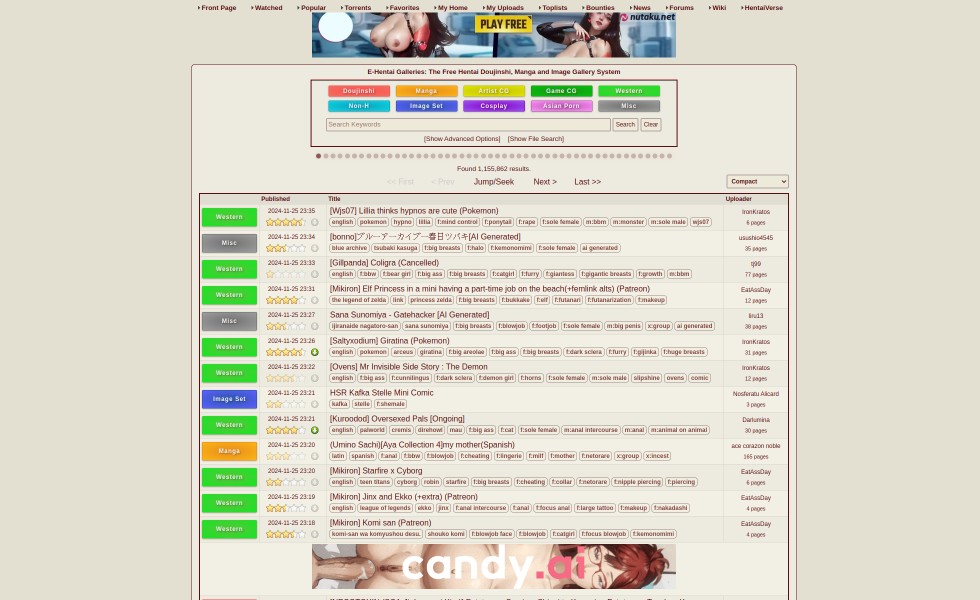 Front Page Watched Popular Torrents Favorites My Home My Uploads Toplists Bounties News Forums Wiki HentaiVerse
PLAY FREE
nutaku.net
E-Hentai Galleries: The Free Hentai Doujinshi, Manga and Image Gallery System
Doujinshi Manga Artist CG Game CG Western
Non-H Image Set Cosplay Asian Porn Misc
Search Keywords Search Clear
[Show Advanced Options] [Show File Search]
Found 1,155,862 results.
<< First < Prev Jump/Seek Next > Last >> Compact
Published Title Uploader
Western 2024-11-25 23:35 [Wjs07] Lillia thinks hypnos are cute (Pokemon) IronKratos
english pokemon hypno lillia f:mind control f:ponytail f:rape f:sole female m:bbm m:monster m:sole male wjs07 6 pages
Misc 2024-11-25 23:34 [bonno]ブルーアーカイブー春日ツバキ[AI Generated] usushio4545
blue archive tsubaki kasuga f:big breasts f:halo f:kemonomimi f:sole female ai generated 35 pages
Western 2024-11-25 23:33 [Gillpanda] Coligra (Cancelled) tj99
english f:bbw f:bear girl f:big ass f:big breasts f:catgirl f:furry f:giantess f:gigantic breasts f:growth m:bbm 77 pages
Western 2024-11-25 23:31 [Mikiron] Elf Princess in a mini having a part-time job on the beach(+femlink alts) (Patreon) EatAssDay
the legend of zelda link princess zelda f:big breasts f:bukkake f:elf f:futanari f:futanarization f:makeup 12 pages
Misc 2024-11-25 23:27 Sana Sunomiya - Gatehacker [AI Generated] liru13
ijiranaide nagatoro-san sana sunomiya f:big breasts f:blowjob f:footjob f:sole female m:big penis x:group ai generated 38 pages
Western 2024-11-25 23:26 [Saltyxodium] Giratina (Pokemon) IronKratos
english pokemon arceus giratina f:big areolae f:big ass f:big breasts f:dark sclera f:furry f:gijinka f:huge breasts 31 pages
Western 2024-11-25 23:22 [Ovens] Mr Invisible Side Story : The Demon IronKratos
english f:big ass f:cunnilingus f:dark sclera f:demon girl f:horns f:sole female m:sole male slipshine ovens comic 12 pages
Image Set 2024-11-25 23:21 HSR Kafka Stelle Mini Comic Nosferatu Alicard
kafka stelle f:shemale 3 pages
Western 2024-11-25 23:21 [Kuroodod] Oversexed Pals [Ongoing] Darlumina
english palworld cremis direhowl mau f:big ass f:cat f:sole female m:anal intercourse m:anal m:animal on animal 30 pages
Manga 2024-11-25 23:20 (Umino Sachi)[Aya Collection 4]my mother(Spanish) ace corazon noble
latin spanish f:anal f:bbw f:blowjob f:cheating f:lingerie f:milf f:mother f:netorare x:group x:incest 165 pages
Western 2024-11-25 23:20 [Mikiron] Starfire x Cyborg EatAssDay
english teen titans cyborg robin starfire f:big breasts f:cheating f:collar f:netorare f:nipple piercing f:piercing 6 pages
Western 2024-11-25 23:19 [Mikiron] Jinx and Ekko (+extra) (Patreon) EatAssDay
english league of legends ekko jinx f:anal intercourse f:anal f:focus anal f:large tattoo f:makeup f:nakadashi 4 pages
Western 2024-11-25 23:18 [Mikiron] Komi san (Patreon) EatAssDay
komi-san wa komyushou desu. shouko komi f:blowjob face f:blowjob f:catgirl f:focus blowjob f:kemonomimi 4 pages
candy.ai